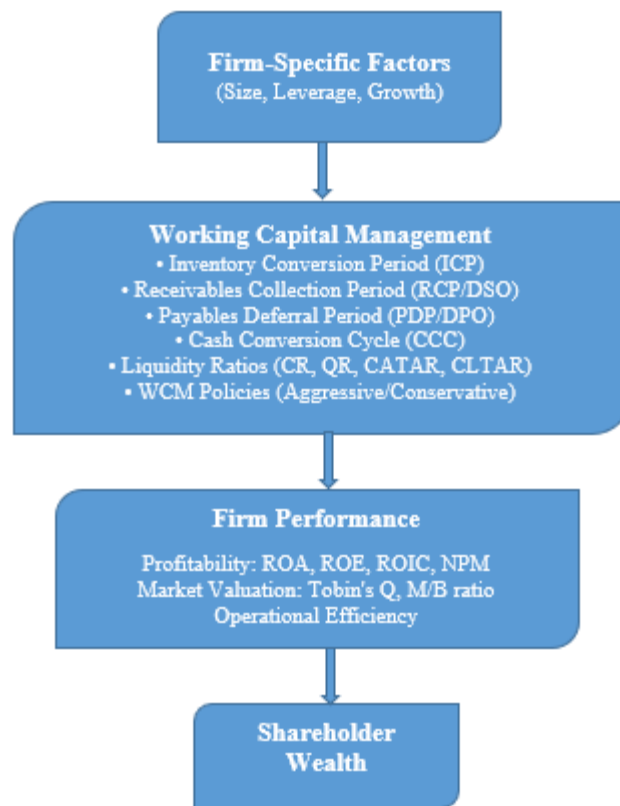 Firm-Specific Factors
(Size, Leverage, Growth)
Working Capital Management
• Inventory Conversion Period (ICP)
• Receivables Collection Period (RCP/DSO)
• Payables Deferral Period (PDP/DPO)
• Cash Conversion Cycle (CCC)
• Liquidity Ratios (CR, QR, CATAR, CLTAR)
• WCM Policies (Aggressive/Conservative)
Firm Performance
Profitability: ROA, ROE, ROIC, NPM
Market Valuation: Tobin's Q, M/B ratio
Operational Efficiency
Shareholder
Wealth